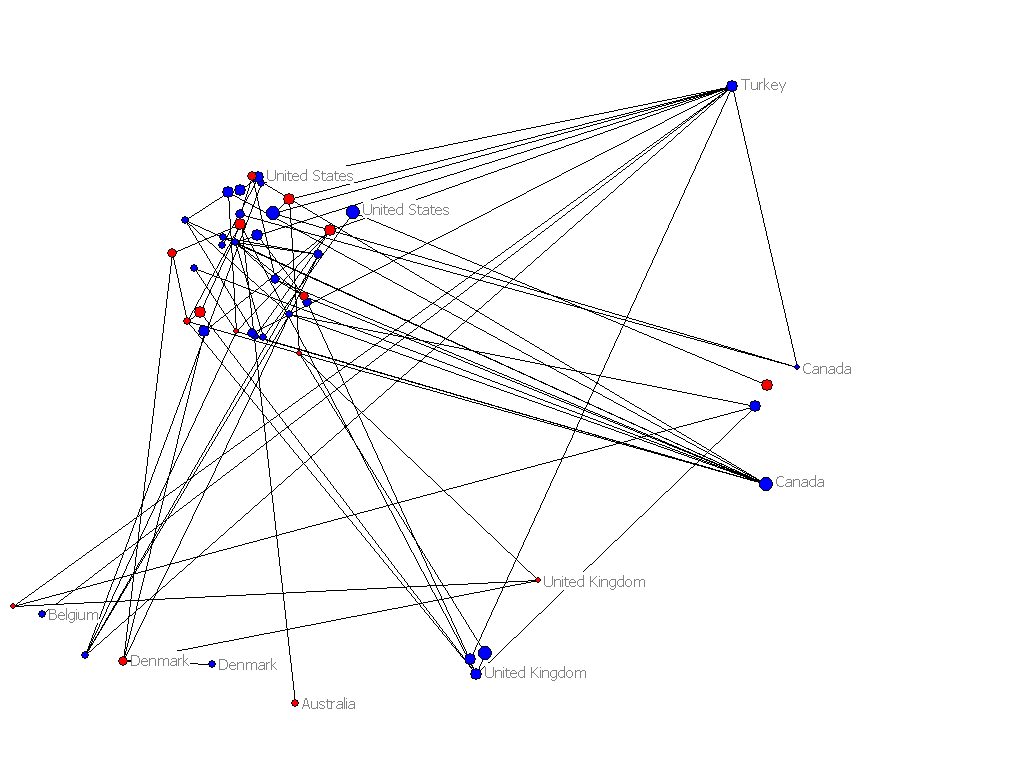 Turkey
United States
United States
Canada
Canada
United Kingdom
Belgium
Denmark
Denmark
United Kingdom
Australia